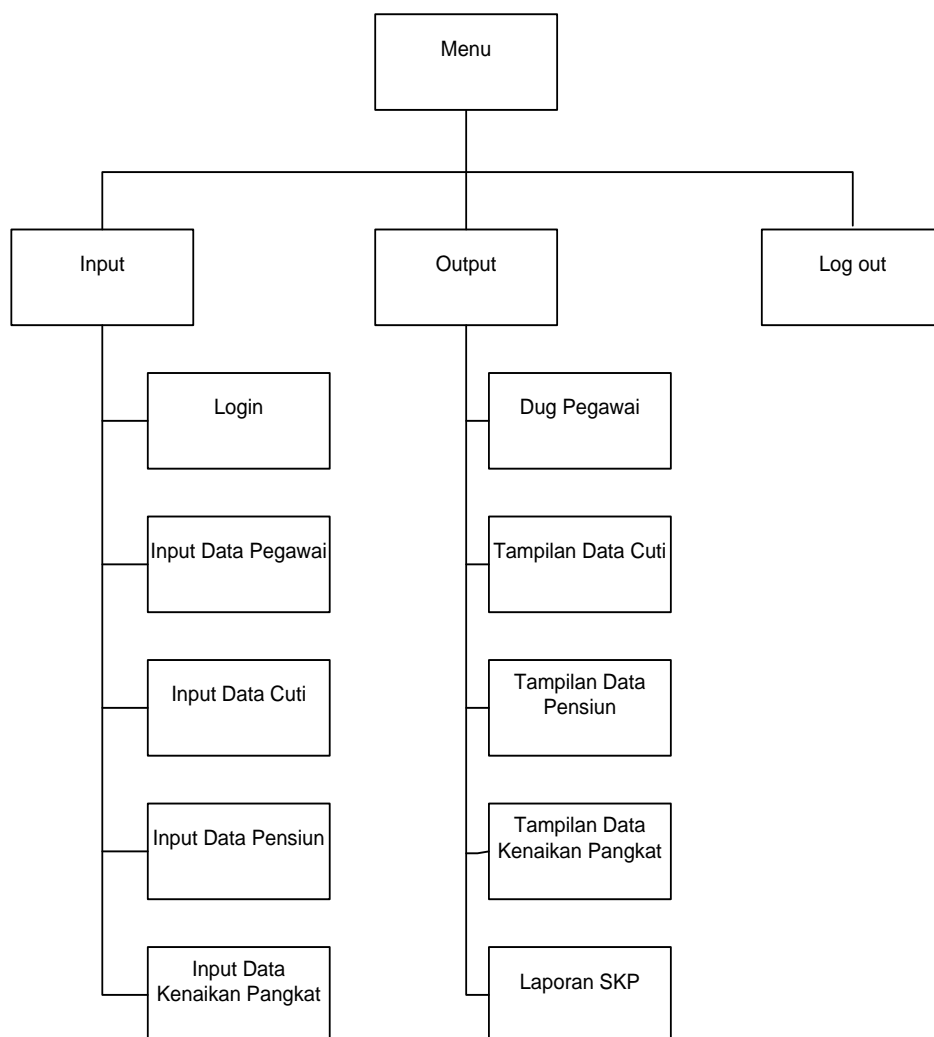 Menu
Input
Output
Log out
Login
Input Data Pegawai
Input Data Cuti
Input Data Pensiun
Input Data
Kenaikan Pangkat
Dug Pegawai
Tampilan Data Cuti
Tampilan Data
Pensiun
Tampilan Data
Kenaikan Pangkat
Laporan SKP